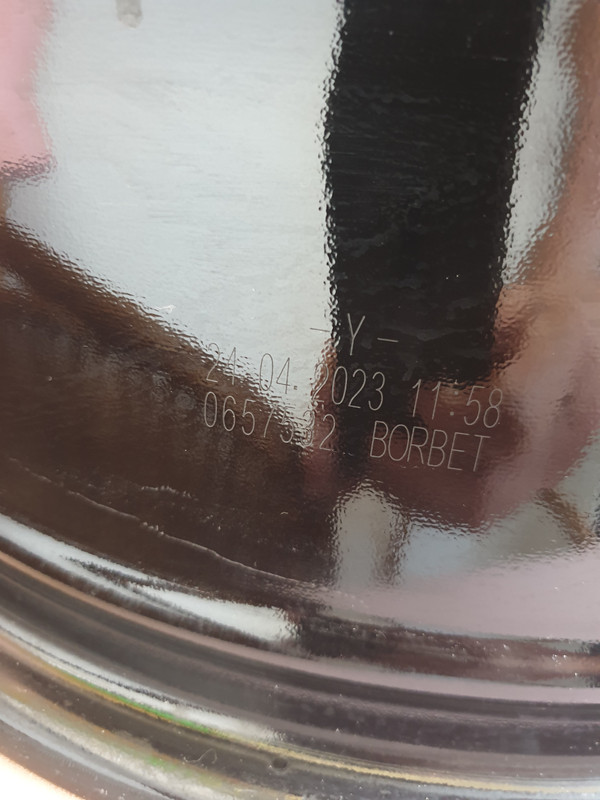 – Y –
24.04.2023 11:58
0657332 BORBET